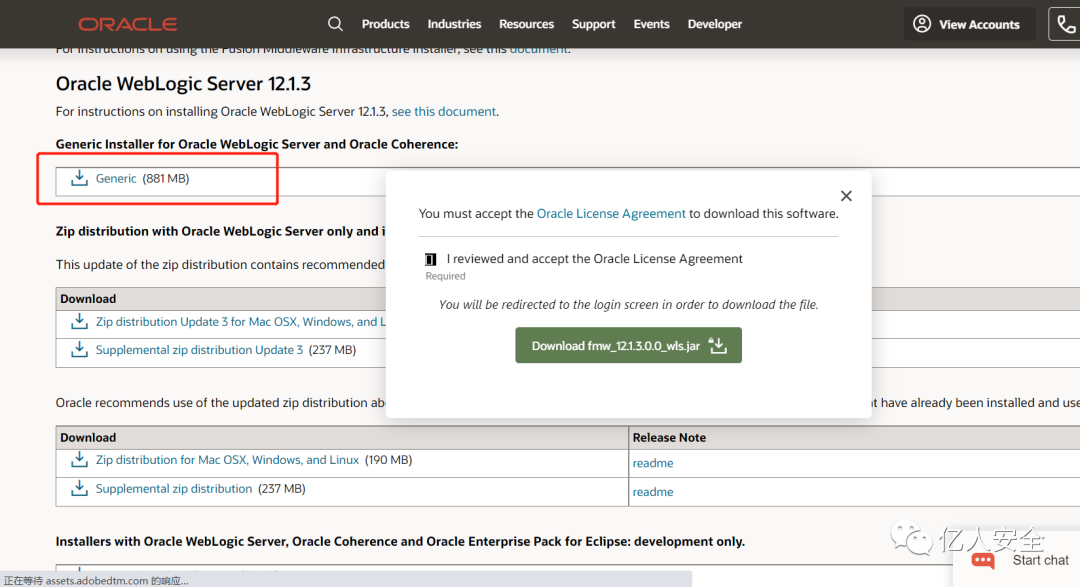 ORACLE
Products Industries Resources Support Events Developer View Accounts
For instructions on using the Fusion Middleware Infrastructure installer, see this document.
Oracle WebLogic Server 12.1.3
For instructions on installing Oracle WebLogic Server 12.1.3, see this document.
Generic Installer for Oracle WebLogic Server and Oracle Coherence:
Generic (881 MB)
Zip distribution with Oracle WebLogic Server only and i
This update of the zip distribution contains recommended
Download
Zip distribution Update 3 for Mac OSX, Windows, and L
Supplemental zip distribution Update 3 (237 MB)
You must accept the Oracle License Agreement to download this software.
I reviewed and accept the Oracle License Agreement
Required
You will be redirected to the login screen in order to download the file.
Download fmw_12.1.3.0.0_wls.jar
Oracle recommends use of the updated zip distribution ab
t have already been installed and use
Download Release Note
Zip distribution for Mac OSX, Windows, and Linux (190 MB) readme
Supplemental zip distribution (237 MB) readme
Installers with Oracle WebLogic Server, Oracle Coherence and Oracle Enterprise Pack for Eclipse: development only.
亿人安全
Start chat
正在等待 assets.adobedtm.com 的响应...